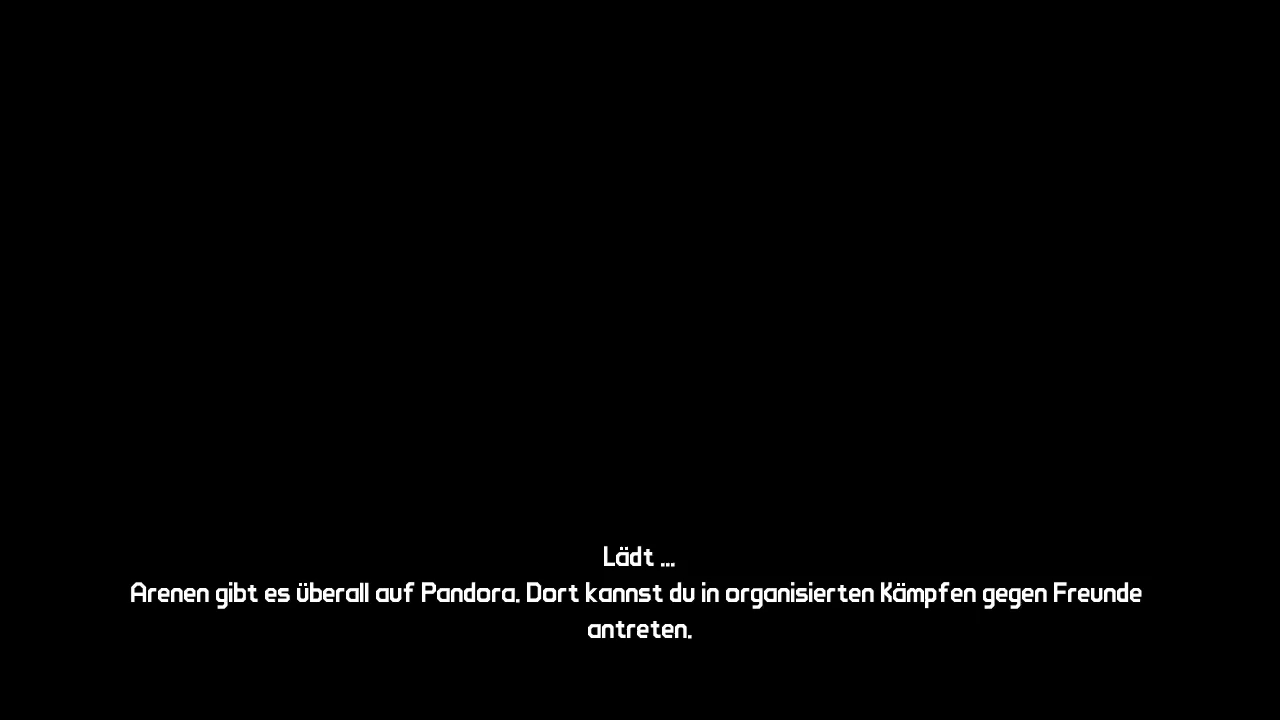 Lädt ...
Arenen gibt es überall auf Pandora. Dort kannst du in organisierten Kämpfen gegen Freunde
antreten.